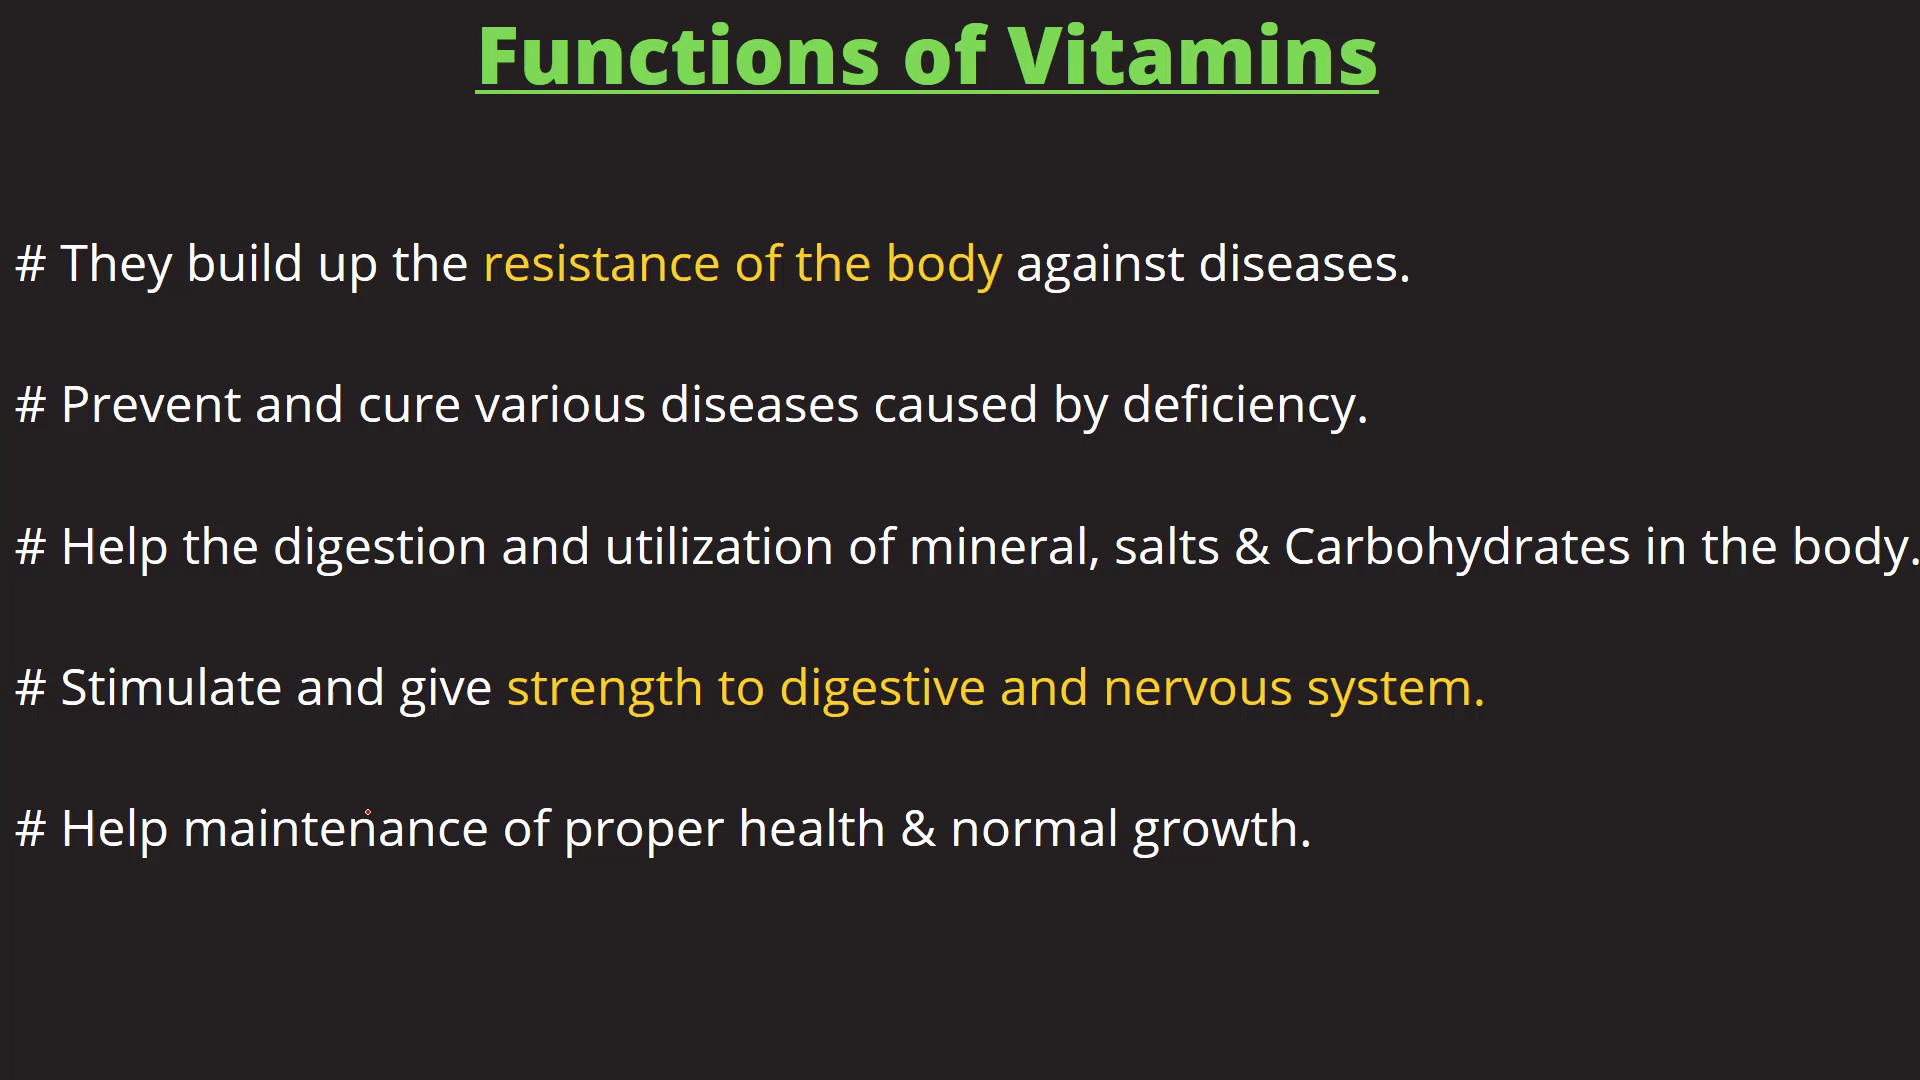 Functions of Vitamins
# They build up the resistance of the body against diseases.
# Prevent and cure various diseases caused by deficiency.
# Help the digestion and utilization of mineral, salts & Carbohydrates in the body.
# Stimulate and give strength to digestive and nervous system.
# Help maintenance of proper health & normal growth.